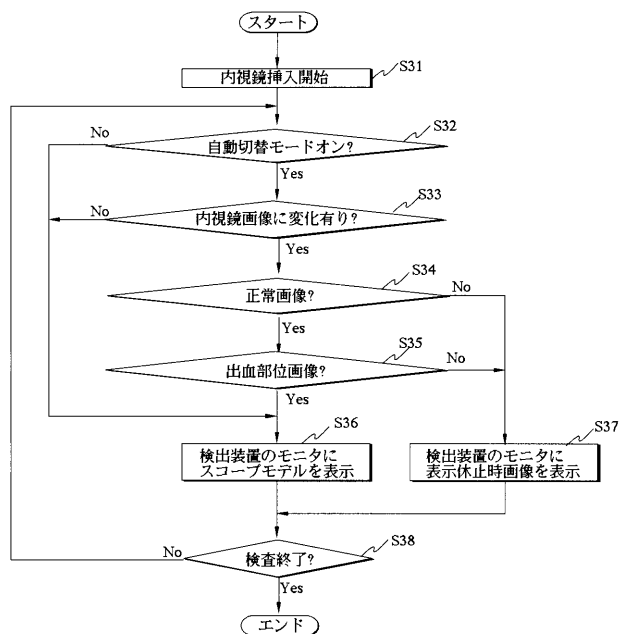 スタート
内視鏡挿入開始
S31
No
自動切替モードオン?
S32
Yes
No
内視鏡画像に変化有り?
S33
Yes
正常画像?
S34
No
Yes
出血部位画像?
S35
No
Yes
S36
検出装置のモニタに
スコープモデルを表示
S37
検出装置のモニタに
表示休止時画像を表示
No
検査終了?
S38
Yes
エンド